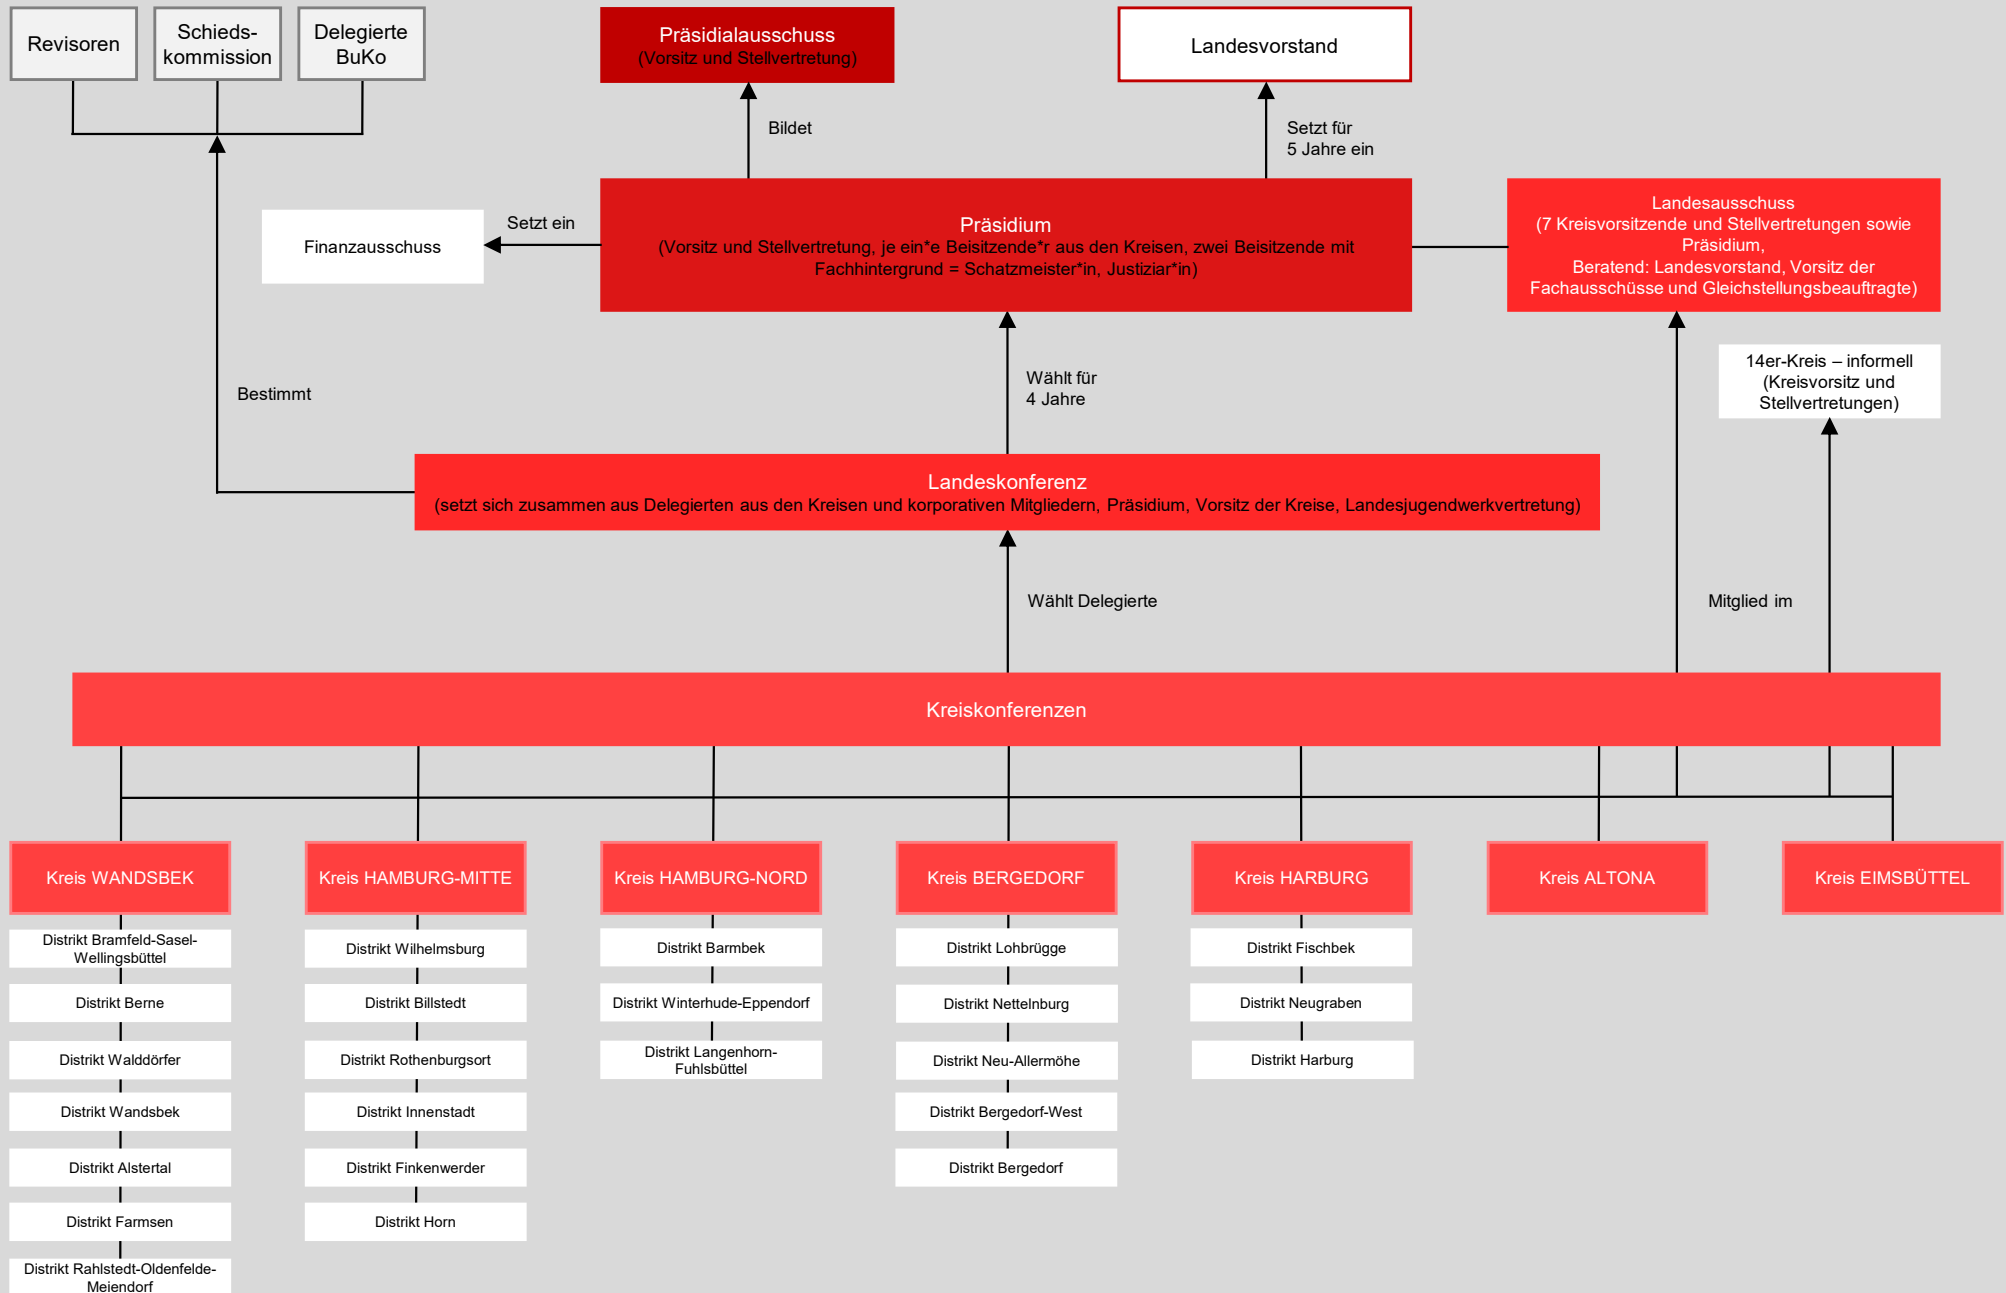 Revisoren
Schieds-
kommission
Delegierte
BuKo
Präsidialausschuss
(Vorsitz und Stellvertretung)
Landesvorstand
Bildet
Setzt für
5 Jahre ein
Finanzausschuss
Setzt ein
Präsidium
(Vorsitz und Stellvertretung, je ein*e Beisitzende*r aus den Kreisen, zwei Beisitzende mit
Fachhintergrund = Schatzmeister*in, Justiziar*in)
Landesausschuss
(7 Kreisvorsitzende und Stellvertretungen sowie
Präsidium,
Beratend: Landesvorstand, Vorsitz der
Fachausschüsse und Gleichstellungsbeauftragte)
14er-Kreis – informell
(Kreisvorsitz und
Stellvertretungen)
Bestimmt
Wählt für
4 Jahre
Landeskonferenz
(setzt sich zusammen aus Delegierten aus den Kreisen und korporativen Mitgliedern, Präsidium, Vorsitz der Kreise, Landesjugendwerkvertretung)
Wählt Delegierte
Mitglied im
Kreiskonferenzen
Kreis WANDSBEK
Distrikt Bramfeld-Sasel-
Wellingsbüttel
Distrikt Berne
Distrikt Walddörfer
Distrikt Wandsbek
Distrikt Alstertal
Distrikt Farmsen
Distrikt Rahlstedt-Oldenfelde-
Meiendorf
Kreis HAMBURG-MITTE
Distrikt Wilhelmsburg
Distrikt Billstedt
Distrikt Rothenburgsort
Distrikt Innenstadt
Distrikt Finkenwerder
Distrikt Horn
Kreis HAMBURG-NORD
Distrikt Barmbek
Distrikt Winterhude-Eppendorf
Distrikt Langenhorn-
Fuhlsbüttel
Kreis BERGEDORF
Distrikt Lohbrügge
Distrikt Nettelnburg
Distrikt Neu-Allermöhe
Distrikt Bergedorf-West
Distrikt Bergedorf
Kreis HARBURG
Distrikt Fischbek
Distrikt Neugraben
Distrikt Harburg
Kreis ALTONA
Kreis EIMSBÜTTEL